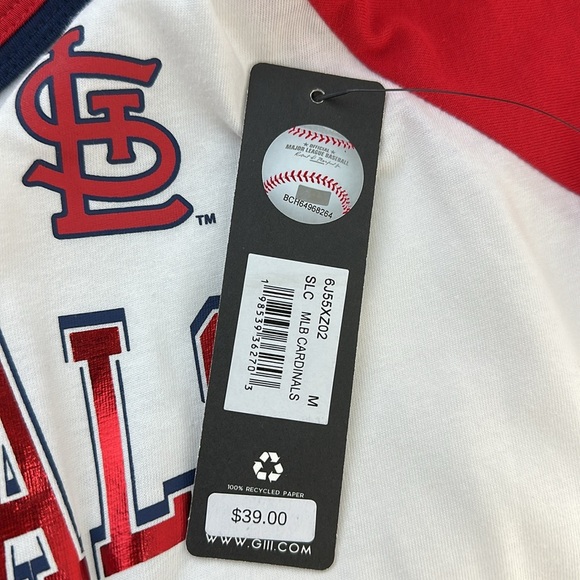 STL
TM
ALS
OFFICIAL
MAJOR LEAGUE BASEBALL
BCH64968264
6J55XZ02 M
SLC MLB CARDINALS
1 98539 36270 3
100% RECYCLED PAPER
$39.00
WWW.GIII.COM